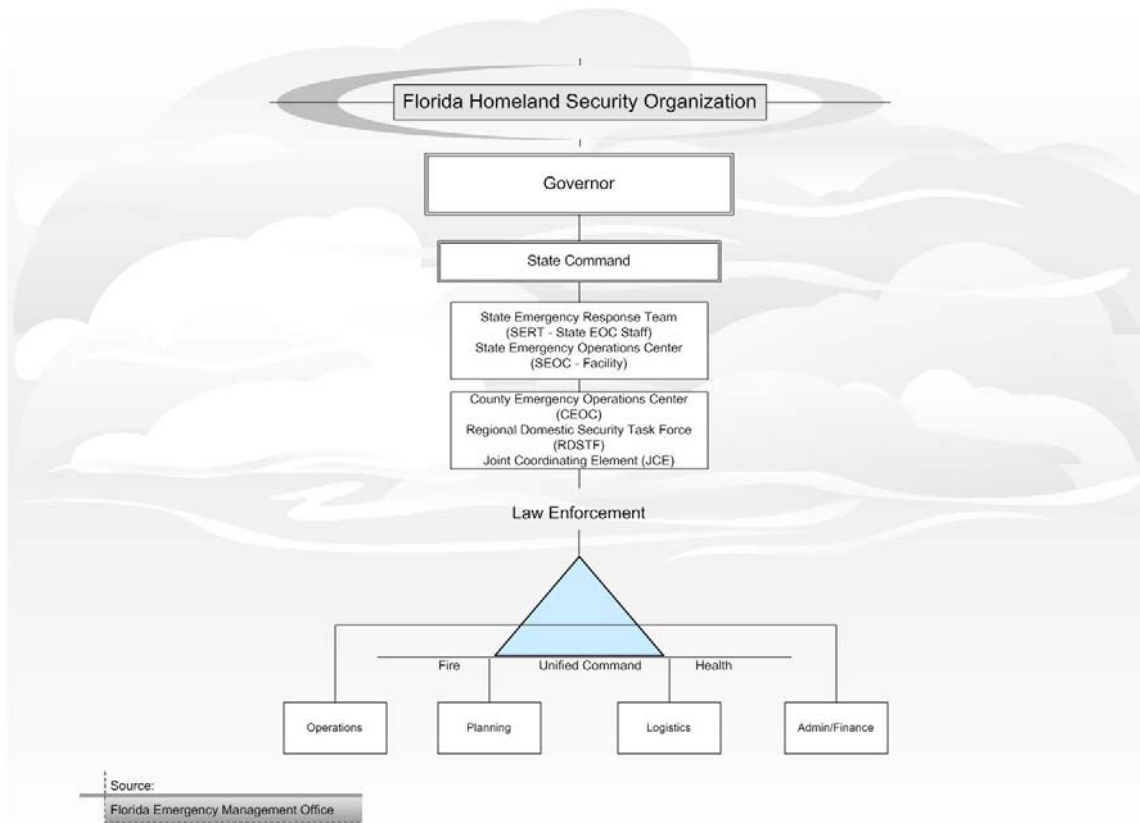 Florida Homeland Security Organization
Governor
State Command
State Emergency Response Team
(SERT - State EOC Staff)
State Emergency Operations Center
(SEOC - Facility)
County Emergency Operations Center
(CEOC)
Regional Domestic Security Task Force
(RDSTF)
Joint Coordinating Element (JCE)
Law Enforcement
Fire Unified Command Health
Operations Planning Logistics Admin/Finance
Source:
Florida Emergency Management Office